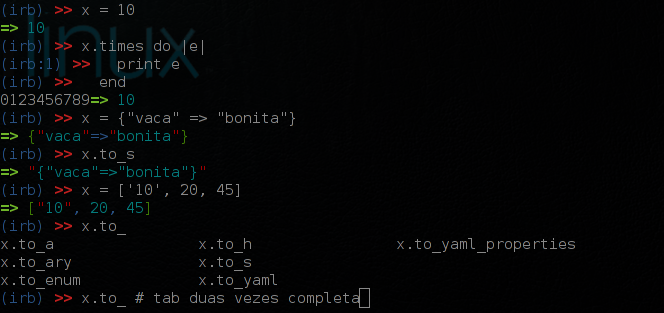 (irb) >> x = 10
=> 10
(irb) >> x.times do |e|
(irb:1) >>   print e
(irb) >>   end
0123456789=> 10
(irb) >> x = {"vaca" => "bonita"}
=> {"vaca"=>"bonita"}
(irb) >> x.to_s
=> "{"vaca"=>"bonita"}"
(irb) >> x = ['10', 20, 45]
=> ["10", 20, 45]
(irb) >> x.to_
x.to_a x.to_h x.to_yaml_properties
x.to_ary x.to_s
x.to_enum x.to_yaml
(irb) >> x.to_ # tab duas vezes completa